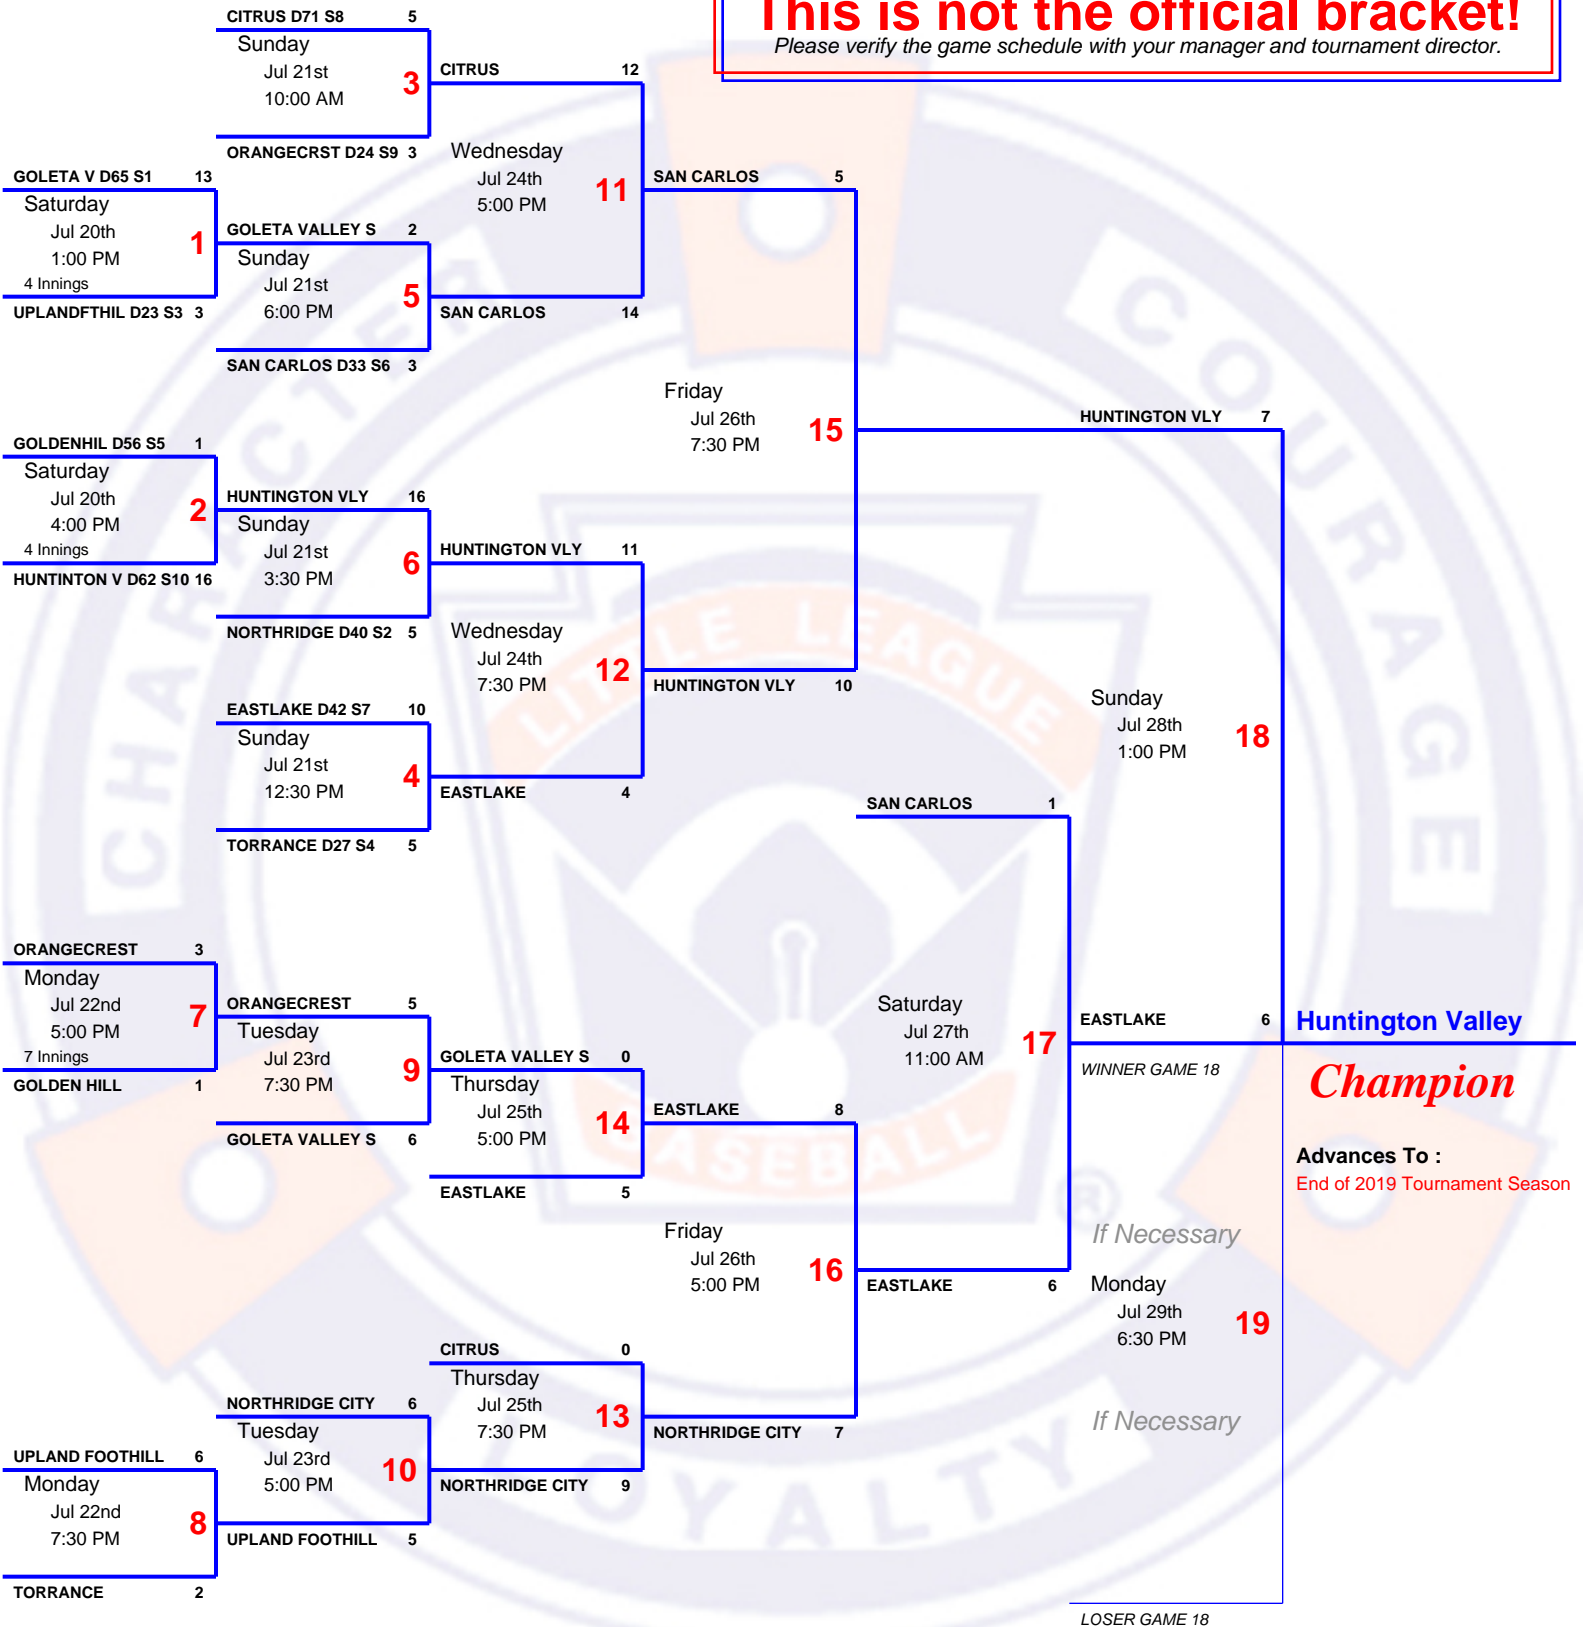 This is not the official bracket!
Please verify the game schedule with your manager and tournament director.
CITRUS D71 S8 5
Sunday
Jul 21st
10:00 AM
3
ORANGECRST D24 S9 3
CITRUS 12
Wednesday
Jul 24th
5:00 PM
11
SAN CARLOS 14
GOLETA V D65 S1 13
Saturday
Jul 20th
1:00 PM
4 Innings
1
UPLANDFTHIL D23 S3 3
GOLETA VALLEY S 2
Sunday
Jul 21st
6:00 PM
5
SAN CARLOS D33 S6 3
SAN CARLOS 5
Friday
Jul 26th
7:30 PM
15
HUNTINGTON VLY 10
GOLDENHIL D56 S5 1
Saturday
Jul 20th
4:00 PM
4 Innings
2
HUNTINTON V D62 S10 16
HUNTINGTON VLY 16
Sunday
Jul 21st
3:30 PM
6
NORTHRIDGE D40 S2 5
HUNTINGTON VLY 11
Wednesday
Jul 24th
7:30 PM
12
EASTLAKE 4
EASTLAKE D42 S7 10
Sunday
Jul 21st
12:30 PM
4
TORRANCE D27 S4 5
HUNTINGTON VLY 7
Sunday
Jul 28th
1:00 PM
18
EASTLAKE 6
WINNER GAME 18
SAN CARLOS 1
Saturday
Jul 27th
11:00 AM
17
EASTLAKE 6
ORANGECREST 3
Monday
Jul 22nd
5:00 PM
7 Innings
7
GOLDEN HILL 1
ORANGECREST 5
Tuesday
Jul 23rd
7:30 PM
9
GOLETA VALLEY S 6
GOLETA VALLEY S 0
Thursday
Jul 25th
5:00 PM
14
EASTLAKE 5
EASTLAKE 8
Friday
Jul 26th
5:00 PM
16
NORTHRIDGE CITY 7
CITRUS 0
Thursday
Jul 25th
7:30 PM
13
NORTHRIDGE CITY 9
NORTHRIDGE CITY 6
Tuesday
Jul 23rd
5:00 PM
10
UPLAND FOOTHILL 5
UPLAND FOOTHILL 6
Monday
Jul 22nd
7:30 PM
8
TORRANCE 2
Huntington Valley
Champion
Advances To :
End of 2019 Tournament Season
If Necessary
Monday
Jul 29th
6:30 PM
19
If Necessary
LOSER GAME 18
CHARACTER
COURAGE
LOYALTY
LITTLE LEAGUE
BASEBALL
®